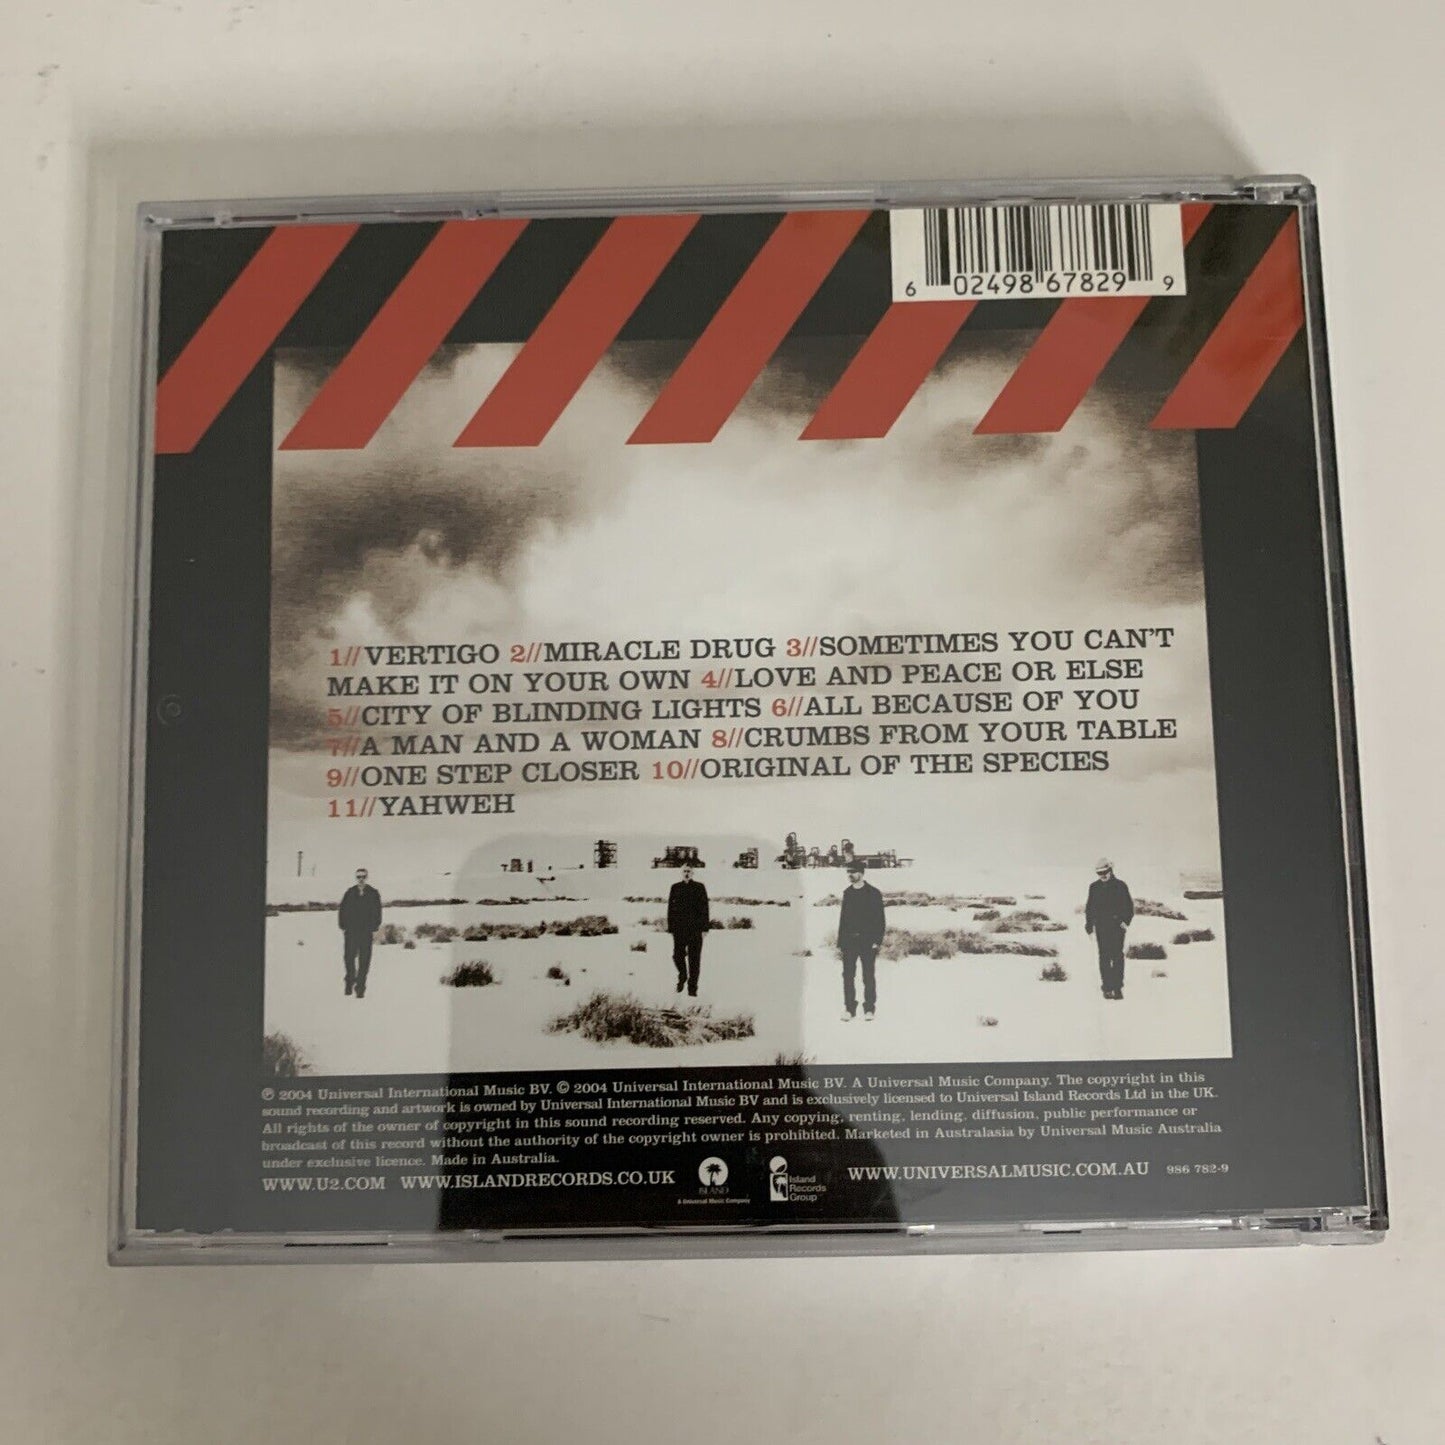 6 02498 67829 9
1//VERTIGO 2//MIRACLE DRUG 3//SOMETIMES YOU CAN'T
MAKE IT ON YOUR OWN 4//LOVE AND PEACE OR ELSE
5//CITY OF BLINDING LIGHTS 6//ALL BECAUSE OF YOU
7//A MAN AND A WOMAN 8//CRUMBS FROM YOUR TABLE
9//ONE STEP CLOSER 10//ORIGINAL OF THE SPECIES
11//YAHWEH
℗ 2004 Universal International Music BV. © 2004 Universal International Music BV. A Universal Music Company. The copyright in this
sound recording and artwork is owned by Universal International Music BV and is exclusively licensed to Universal Island Records Ltd in the UK.
All rights of the owner of copyright in this sound recording reserved. Any copying, renting, lending, diffusion, public performance or
broadcast of this record without the authority of the copyright owner is prohibited. Marketed in Australasia by Universal Music Australia
under exclusive licence. Made in Australia.
WWW.U2.COM WWW.ISLANDRECORDS.CO.UK
ISLAND
A Universal Music Company
Island
Records
Group
WWW.UNIVERSALMUSIC.COM.AU 986 782-9